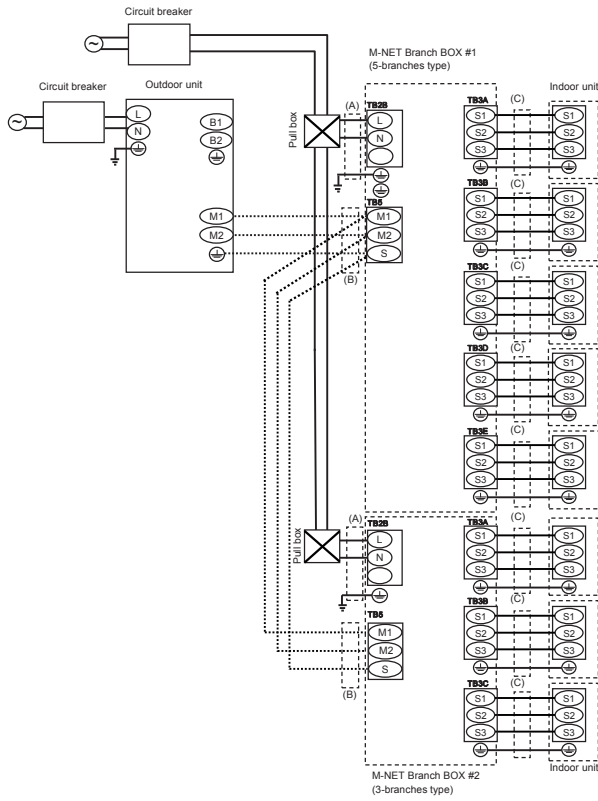 Circuit breaker
M-NET Branch BOX #1
(5-branches type)
Circuit breaker
Outdoor unit
Indoor unit
L
N
B1
B2
M1
M2
Pull box
(A)
TB2B
L
N
TB5
M1
M2
S
(B)
TB3A
(C)
S1
S2
S3
S1
S2
S3
TB3B
(C)
S1
S2
S3
S1
S2
S3
TB3C
(C)
S1
S2
S3
S1
S2
S3
TB3D
(C)
S1
S2
S3
S1
S2
S3
TB3E
(C)
S1
S2
S3
S1
S2
S3
Pull box
(A)
TB2B
L
N
TB5
M1
M2
S
(B)
TB3A
(C)
S1
S2
S3
S1
S2
S3
TB3B
(C)
S1
S2
S3
S1
S2
S3
TB3C
(C)
S1
S2
S3
S1
S2
S3
Indoor unit
M-NET Branch BOX #2
(3-branches type)